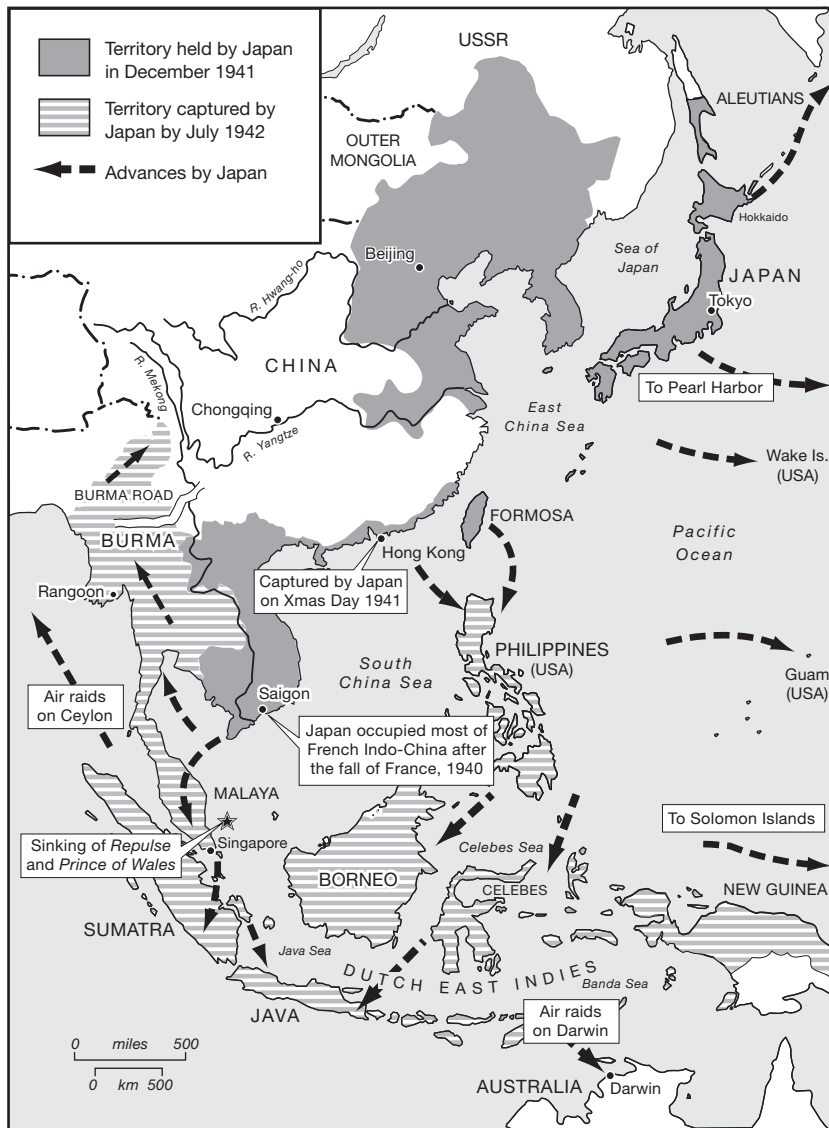 Territory held by Japan
in December 1941
Territory captured by
Japan by July 1942
Advances by Japan
USSR
ALEUTIANS
OUTER
MONGOLIA
Hokkaido
Beijing
Sea of
Japan
JAPAN
R. Hwang-ho
Tokyo
CHINA
R. Mekong
To Pearl Harbor
Chongqing
East
China Sea
R. Yangtze
Wake Is.
(USA)
BURMA ROAD
FORMOSA
BURMA
Hong Kong
Pacific
Ocean
Captured by Japan
on Xmas Day 1941
Rangoon
PHILIPPINES
(USA)
South
China Sea
Guam
(USA)
Air raids
on Ceylon
Saigon
Japan occupied most of
French Indo-China after
the fall of France, 1940
MALAYA
To Solomon Islands
Sinking of Repulse
and Prince of Wales
Singapore
Celebes Sea
BORNEO
CELEBES
NEW GUINEA
SUMATRA
Java Sea
DUTCH EAST INDIES
Banda Sea
JAVA
Air raids
on Darwin
0 miles 500
0 km 500
AUSTRALIA
Darwin